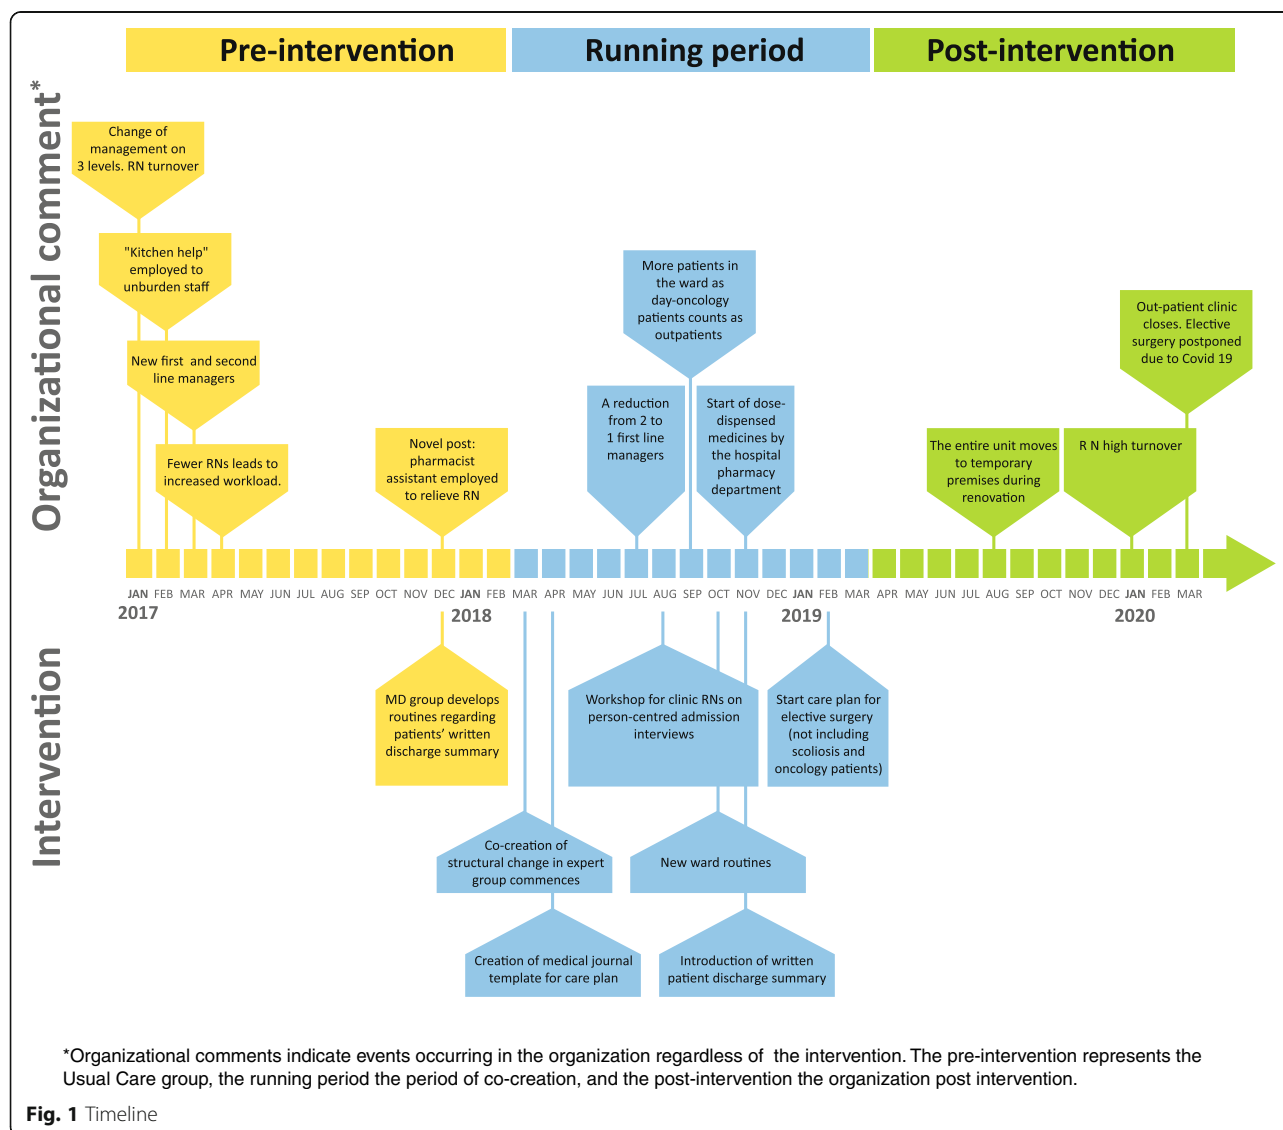 Pre-intervention
Running period
Post-intervention
Organizational comment*
Change of
management on
3 levels. RN turnover
"Kitchen help"
employed to
unburden staff
New first and second
line managers
Fewer RNs leads to
increased workload.
Novel post:
pharmacist
assistant employed
to relieve RN
More patients in
the ward as
day-oncology
patients counts as
outpatients
A reduction
from 2 to
1 first line
managers
Start of dose-
dispensed
medicines by
the hospital
pharmacy
department
Out-patient clinic
closes. Elective
surgery postponed
due to Covid 19
The entire unit moves
to temporary
premises during
renovation
R N high turnover
JAN FEB MAR APR MAY JUN JUL AUG SEP OCT NOV DEC JAN FEB MAR APR MAY JUN JUL AUG SEP OCT NOV DEC JAN FEB MAR APR MAY JUN JUL AUG SEP OCT NOV DEC JAN FEB MAR
2017 2018 2019 2020
Intervention
MD group develops
routines regarding
patients’ written
discharge summary
Workshop for clinic RNs on
person-centred admission
interviews
Start care plan for
elective surgery
(not including
scoliosis and
oncology patients)
Co-creation of
structural change in expert
group commences
New ward routines
Creation of medical journal
template for care plan
Introduction of written
patient discharge summary
*Organizational comments indicate events occurring in the organization regardless of the intervention. The pre-intervention represents the
Usual Care group, the running period the period of co-creation, and the post-intervention the organization post intervention.
Fig. 1 Timeline